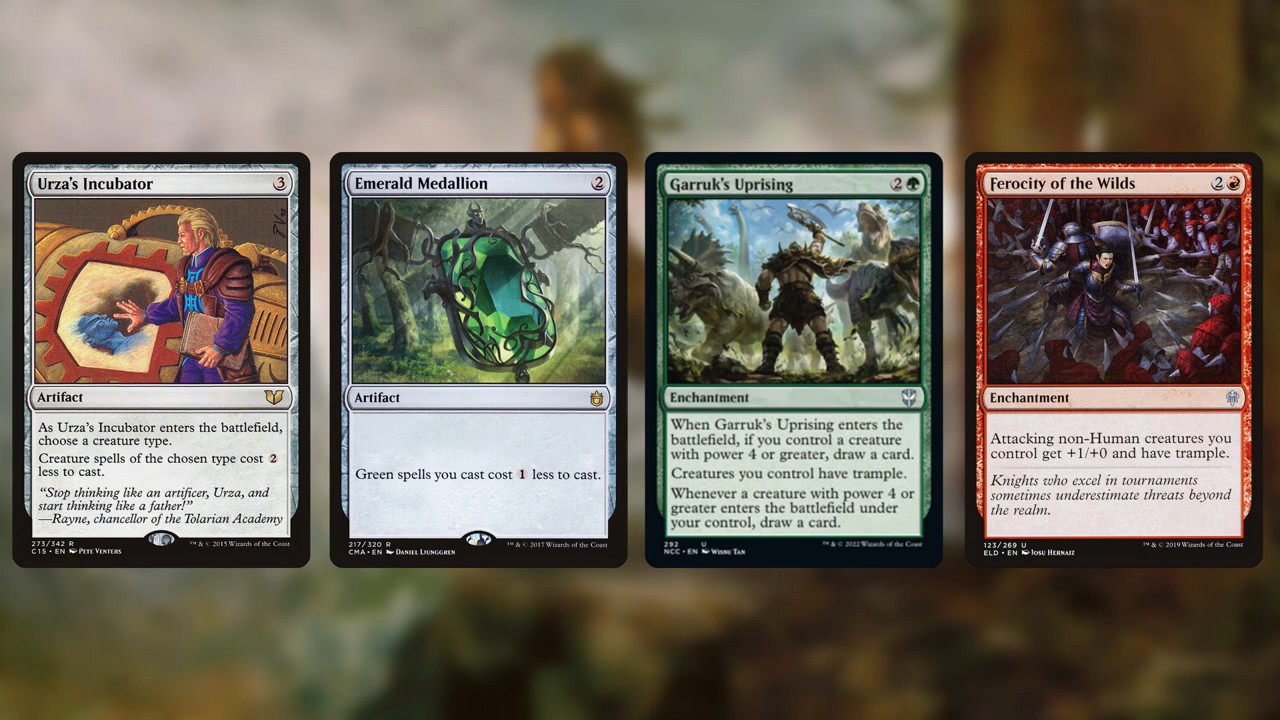 Urza's Incubator 3
Artifact
As Urza's Incubator enters the battlefield,
choose a creature type.
Creature spells of the chosen type cost 2
less to cast.
"Stop thinking like an artificer, Urza, and
start thinking like a father!"
—Rayne, chancellor of the Tolarian Academy
273/342 R
C15 • EN Pete Venters
™ & © 2015 Wizards of the Coast
Emerald Medallion 2
Artifact
Green spells you cast cost 1 less to cast.
217/320 R
CMA • EN Daniel Ljunggren
™ & © 2017 Wizards of the Coast
Garruk's Uprising 2
Enchantment
When Garruk's Uprising enters the
battlefield, if you control a creature
with power 4 or greater, draw a card.
Creatures you control have trample.
Whenever a creature with power 4 or
greater enters the battlefield under
your control, draw a card.
292 U
NCC • EN Wisnu Tan
™ & © 2022 Wizards of the Coast
Ferocity of the Wilds 2
Enchantment
Attacking non-Human creatures you
control get +1/+0 and have trample.
Knights who excel in tournaments
sometimes underestimate threats beyond
the realm.
123/269 U
ELD • EN Iosu Hernaiz
™ & © 2019 Wizards of the Coast